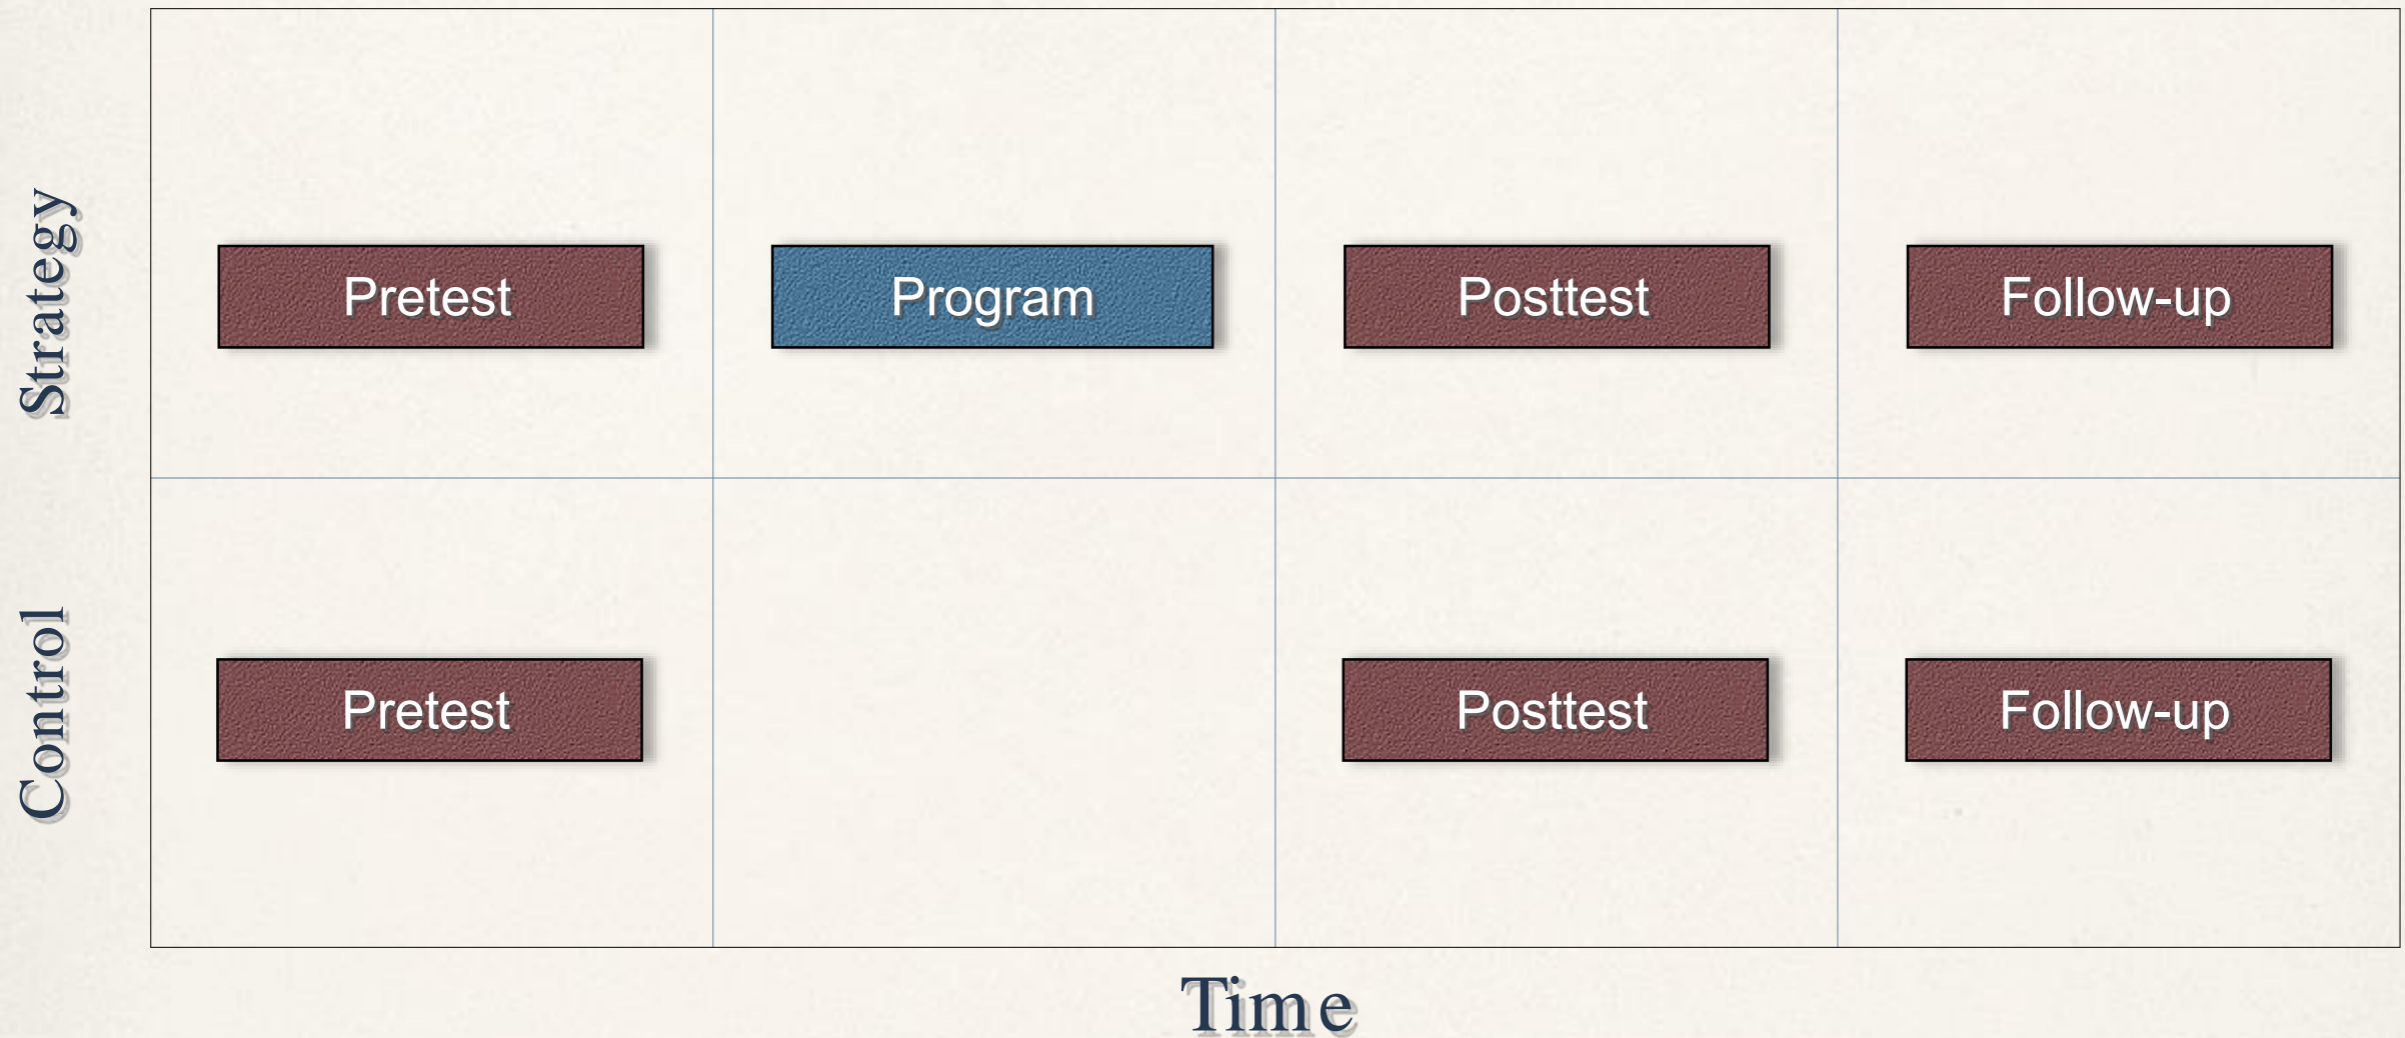 Strategy
Pretest
Program
Posttest
Follow-up
Control
Pretest
Posttest
Follow-up
Time